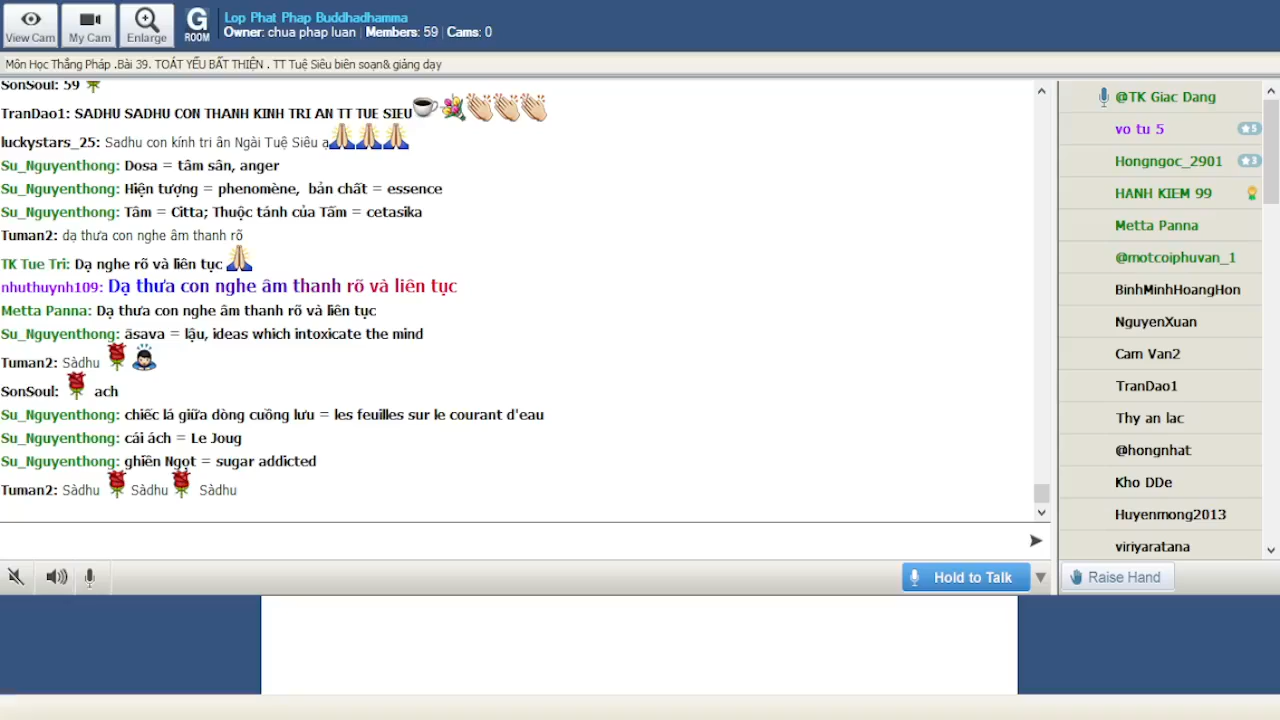 View Cam
My Cam
Enlarge
G
ROOM
Lop Phat Phap Buddhadhamma
Owner: chua phap luan | Members: 59 | Cams: 0
Môn Học Thắng Pháp .Bài 39. TOÁT YẾU BẤT THIỆN . TT Tuệ Siêu biên soạn& giảng dạy
SonSoul: 59
TranDao1: SADHU SADHU CON THANH KINH TRI AN TT TUE SIEU
luckystars_25: Sadhu con kính tri ân Ngài Tuệ Siêu ạ
Su_Nguyenthong: Dosa = tâm sân, anger
Su_Nguyenthong: Hiện tượng = phenomène,  bản chất = essence
Su_Nguyenthong: Tâm = Citta; Thuộc tánh của Tấm = cetasika
Tuman2: dạ thưa con nghe âm thanh rõ
TK Tue Tri: Dạ nghe rõ và liên tục
nhuthuynh109: Dạ thưa con nghe âm thanh rõ và liên tục
Metta Panna: Dạ thưa con nghe âm thanh rõ và liên tục
Su_Nguyenthong: āsava = lậu, ideas which intoxicate the mind
Tuman2: Sàdhu
SonSoul: ach
Su_Nguyenthong: chiếc lá giữa dòng cuồng lưu = les feuilles sur le courant d'eau
Su_Nguyenthong: cái ách = Le Joug
Su_Nguyenthong: ghiền Ngọt = sugar addicted
Tuman2: Sàdhu Sàdhu Sàdhu
@TK Giac Dang
vo tu 5 5
Hongngoc_2901 3
HANH KIEM 99
Metta Panna
@motcoiphuvan_1
BinhMinhHoangHon
NguyenXuan
Cam Van2
TranDao1
Thy an lac
@hongnhat
Kho DDe
Huyenmong2013
viriyaratana
Hold to Talk
Raise Hand